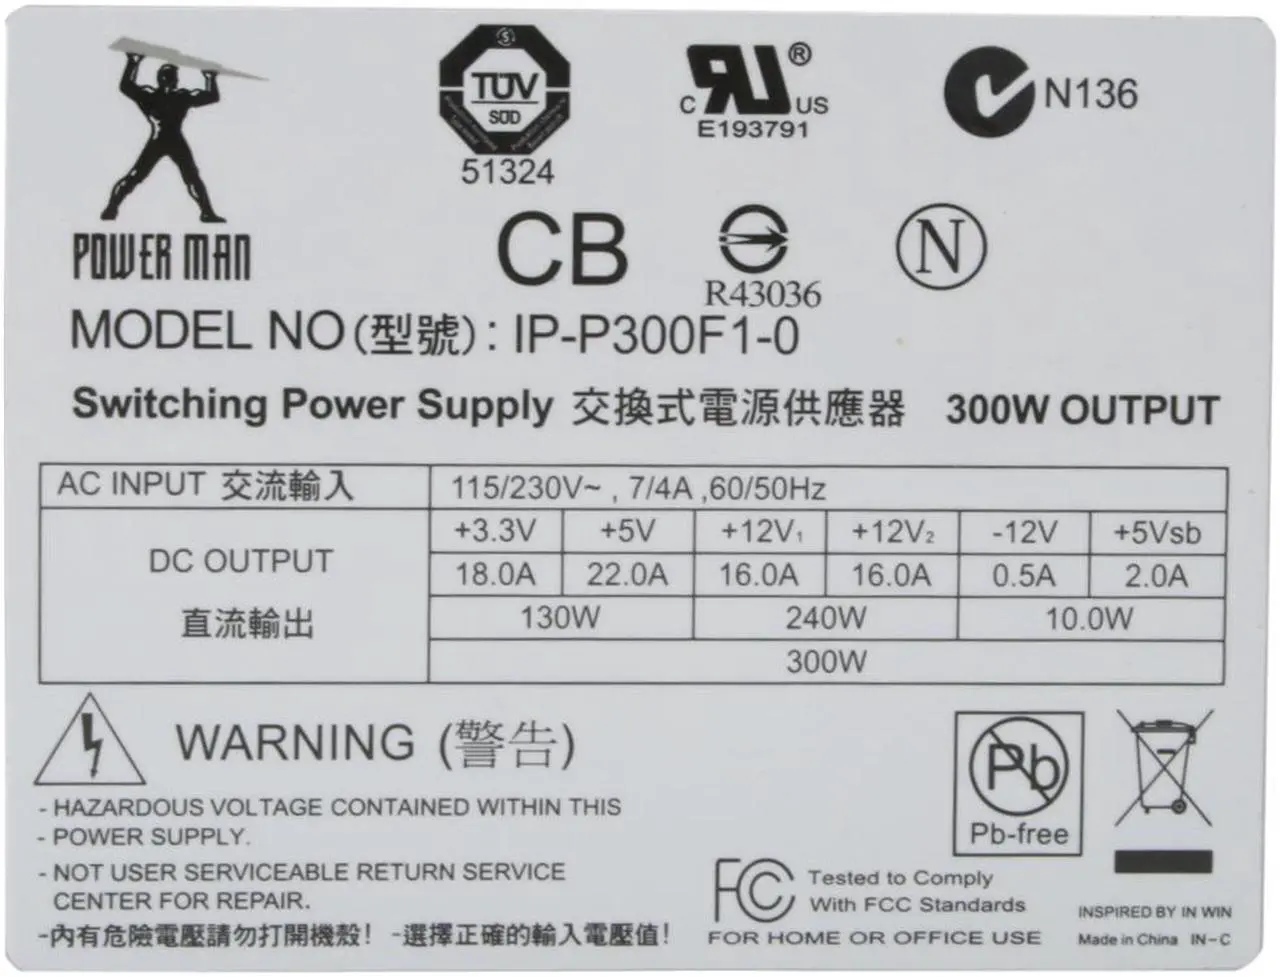 TÜV
SÜD
51324
C US ®
E193791
N136
POWER MAN
CB
R43036
N
MODEL NO(型號): IP-P300F1-0
Switching Power Supply 交換式電源供應器 300W OUTPUT
AC INPUT 交流輸入 115/230V~ , 7/4A ,60/50Hz
DC OUTPUT
直流輸出
+3.3V +5V +12V₁ +12V₂ -12V +5Vsb
18.0A 22.0A 16.0A 16.0A 0.5A 2.0A
130W 240W 10.0W
300W
WARNING (警告)
- HAZARDOUS VOLTAGE CONTAINED WITHIN THIS
- POWER SUPPLY.
- NOT USER SERVICEABLE RETURN SERVICE
CENTER FOR REPAIR.
-內有危險電壓請勿打開機殼! -選擇正確的輸入電壓值!
Pb
Pb-free
FC Tested to Comply
With FCC Standards
FOR HOME OR OFFICE USE
INSPIRED BY IN WIN
Made in China IN-C